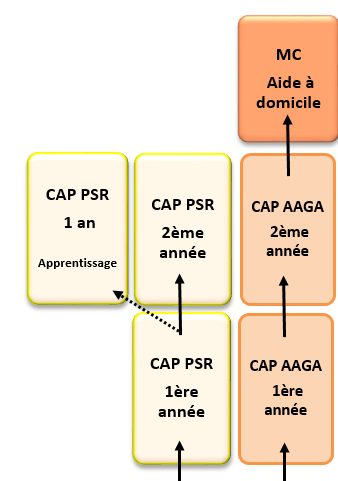 MC
Aide à
domicile
CAP PSR
1 an
Apprentissage
CAP PSR
2ème
année
CAP AAGA
2ème
année
CAP PSR
1ère
année
CAP AAGA
1ère
année